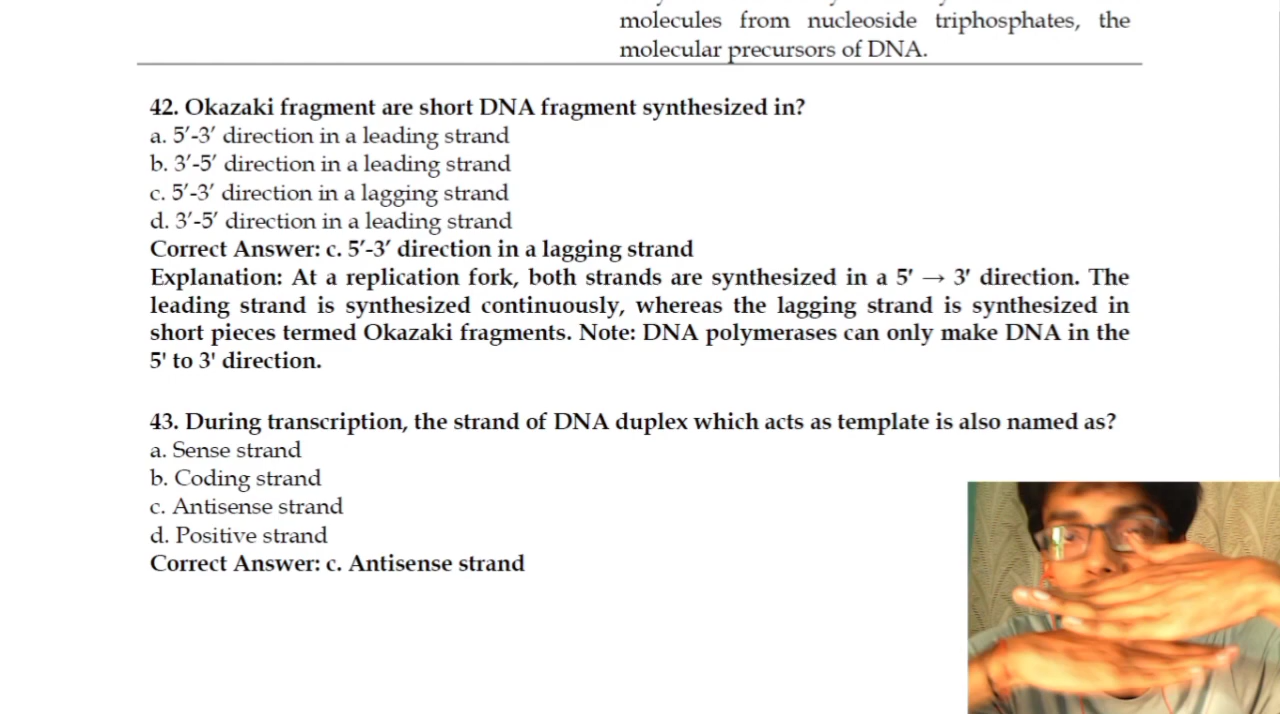 molecules from nucleoside triphosphates, the
molecular precursors of DNA.
42. Okazaki fragment are short DNA fragment synthesized in?
a. 5′-3′ direction in a leading strand
b. 3′-5′ direction in a leading strand
c. 5′-3′ direction in a lagging strand
d. 3′-5′ direction in a leading strand
Correct Answer: c. 5′-3′ direction in a lagging strand
Explanation: At a replication fork, both strands are synthesized in a 5′ → 3′ direction. The
leading strand is synthesized continuously, whereas the lagging strand is synthesized in
short pieces termed Okazaki fragments. Note: DNA polymerases can only make DNA in the
5' to 3' direction.
43. During transcription, the strand of DNA duplex which acts as template is also named as?
a. Sense strand
b. Coding strand
c. Antisense strand
d. Positive strand
Correct Answer: c. Antisense strand